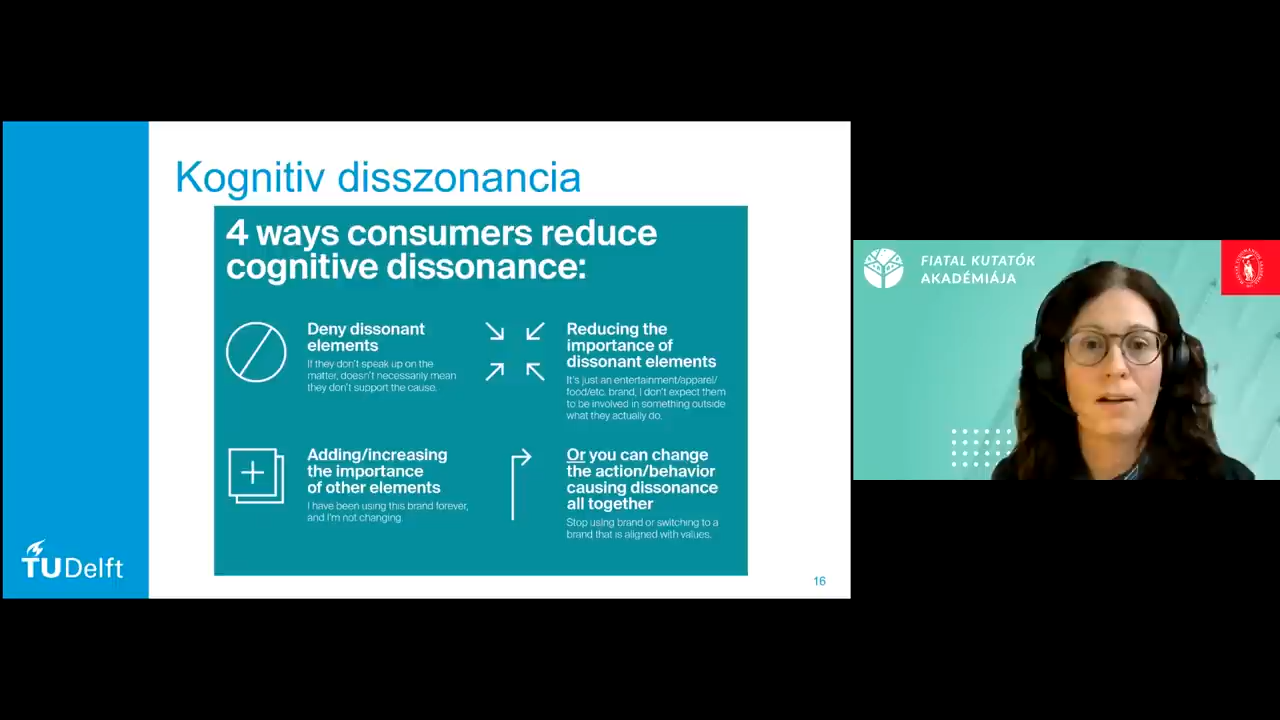 Kognitiv disszonancia
4 ways consumers reduce
cognitive dissonance:
Deny dissonant
elements
If they don't speak up on the
matter, doesn't necessarily mean
they don't support the cause.
Reducing the
importance of
dissonant elements
It's just an entertainment/apparel/
food/etc. brand, I don't expect them
to be involved in something outside
what they actually do.
Adding/increasing
the importance
of other elements
I have been using this brand forever,
and I'm not changing.
Or you can change
the action/behavior
causing dissonance
all together
Stop using brand or switching to a
brand that is aligned with values.
TUDelft
16
FIATAL KUTATÓK
AKADÉMIÁJA